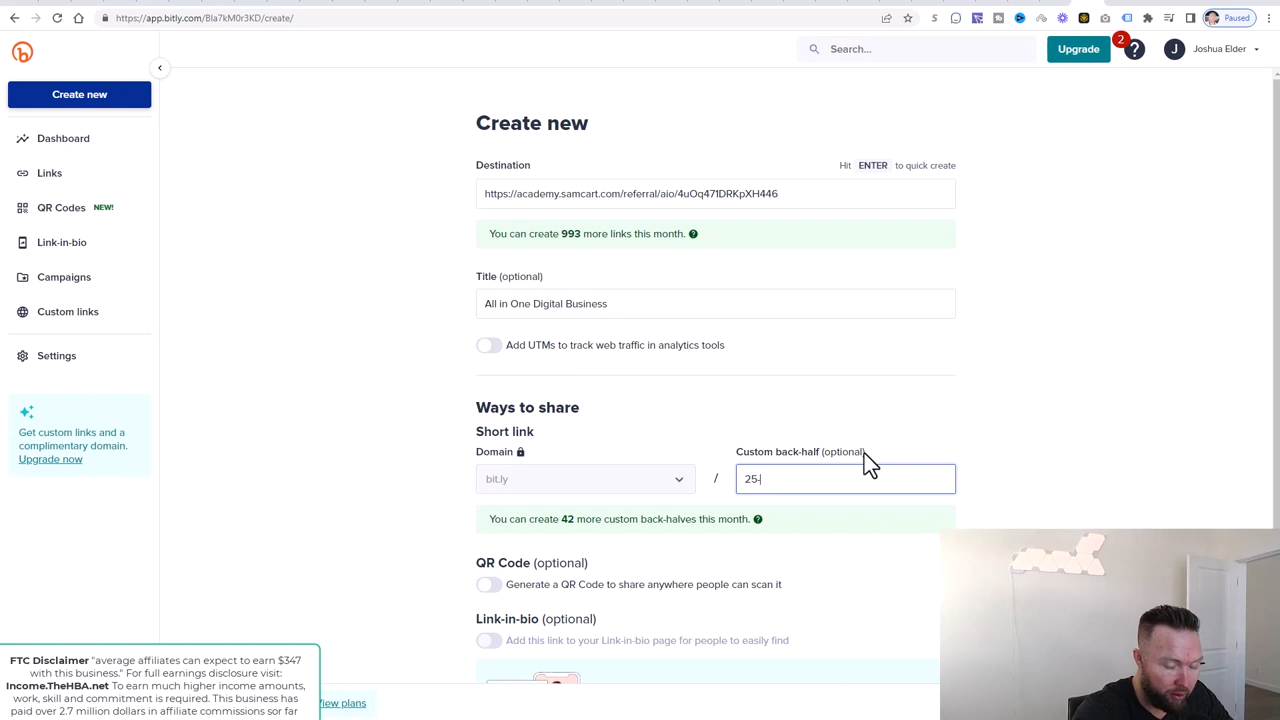 https://app.bitly.com/Bla7kM0r3KD/create/
Paused
Search...
Upgrade
2
?
J
Joshua Elder
Create new
Dashboard
Links
QR Codes NEW!
Link-in-bio
Campaigns
Custom links
Settings
Get custom links and a
complimentary domain.
Upgrade now
Create new
Destination
Hit ENTER to quick create
https://academy.samcart.com/referral/aio/4uOq471DRKpXH446
You can create 993 more links this month.
Title (optional)
All in One Digital Business
Add UTMs to track web traffic in analytics tools
Ways to share
Short link
Domain
Custom back-half (optional)
bit.ly
/
25-
You can create 42 more custom back-halves this month.
QR Code (optional)
Generate a QR Code to share anywhere people can scan it
Link-in-bio (optional)
Add this link to your Link-in-bio page for people to easily find
View plans
FTC Disclaimer "average affiliates can expect to earn $347
with this business." For full earnings disclosure visit:
Income.TheHBA.net To earn much higher income amounts,
work, skill and commitment is required. This business has
paid over 2.7 million dollars in affiliate commissions sor far